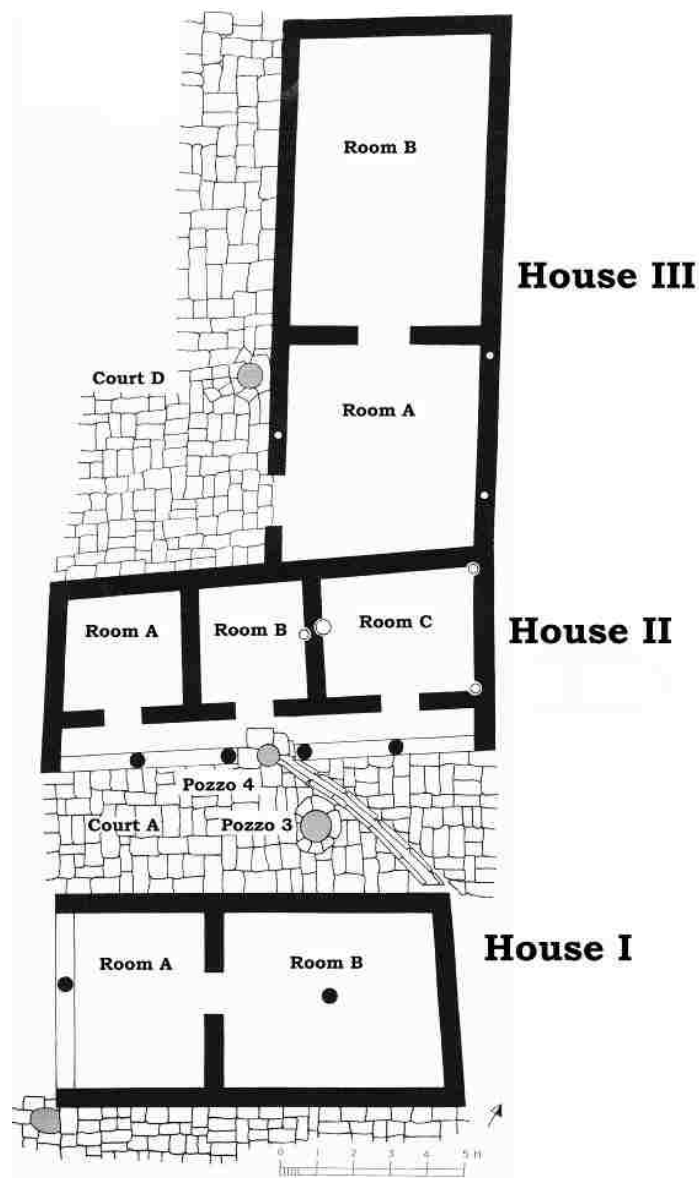 Room B
House III
Court D
Room A
Room A
Room B
Room C
House II
Pozzo 4
Court A
Pozzo 3
House I
Room A
Room B
0 1 2 3 4 5 M